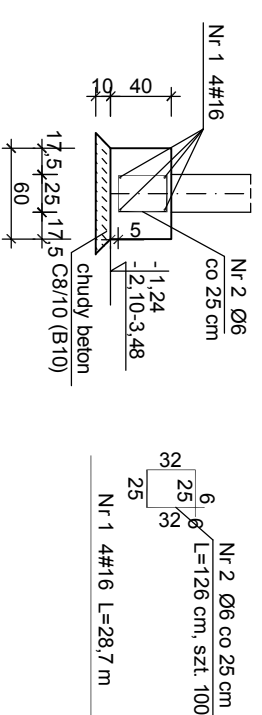 Nr 1 4#16
Nr 2 Ø6
co 25 cm
10
40
5
17,5
25
17,5
60
- 1,24
- 2,10-3,48
chudy beton
C8/10 (B10)
Nr 2 Ø6 co 25 cm
L=126 cm, szt. 100
32
25
25
32
6
6
Nr 1 4#16 L=28,7 m